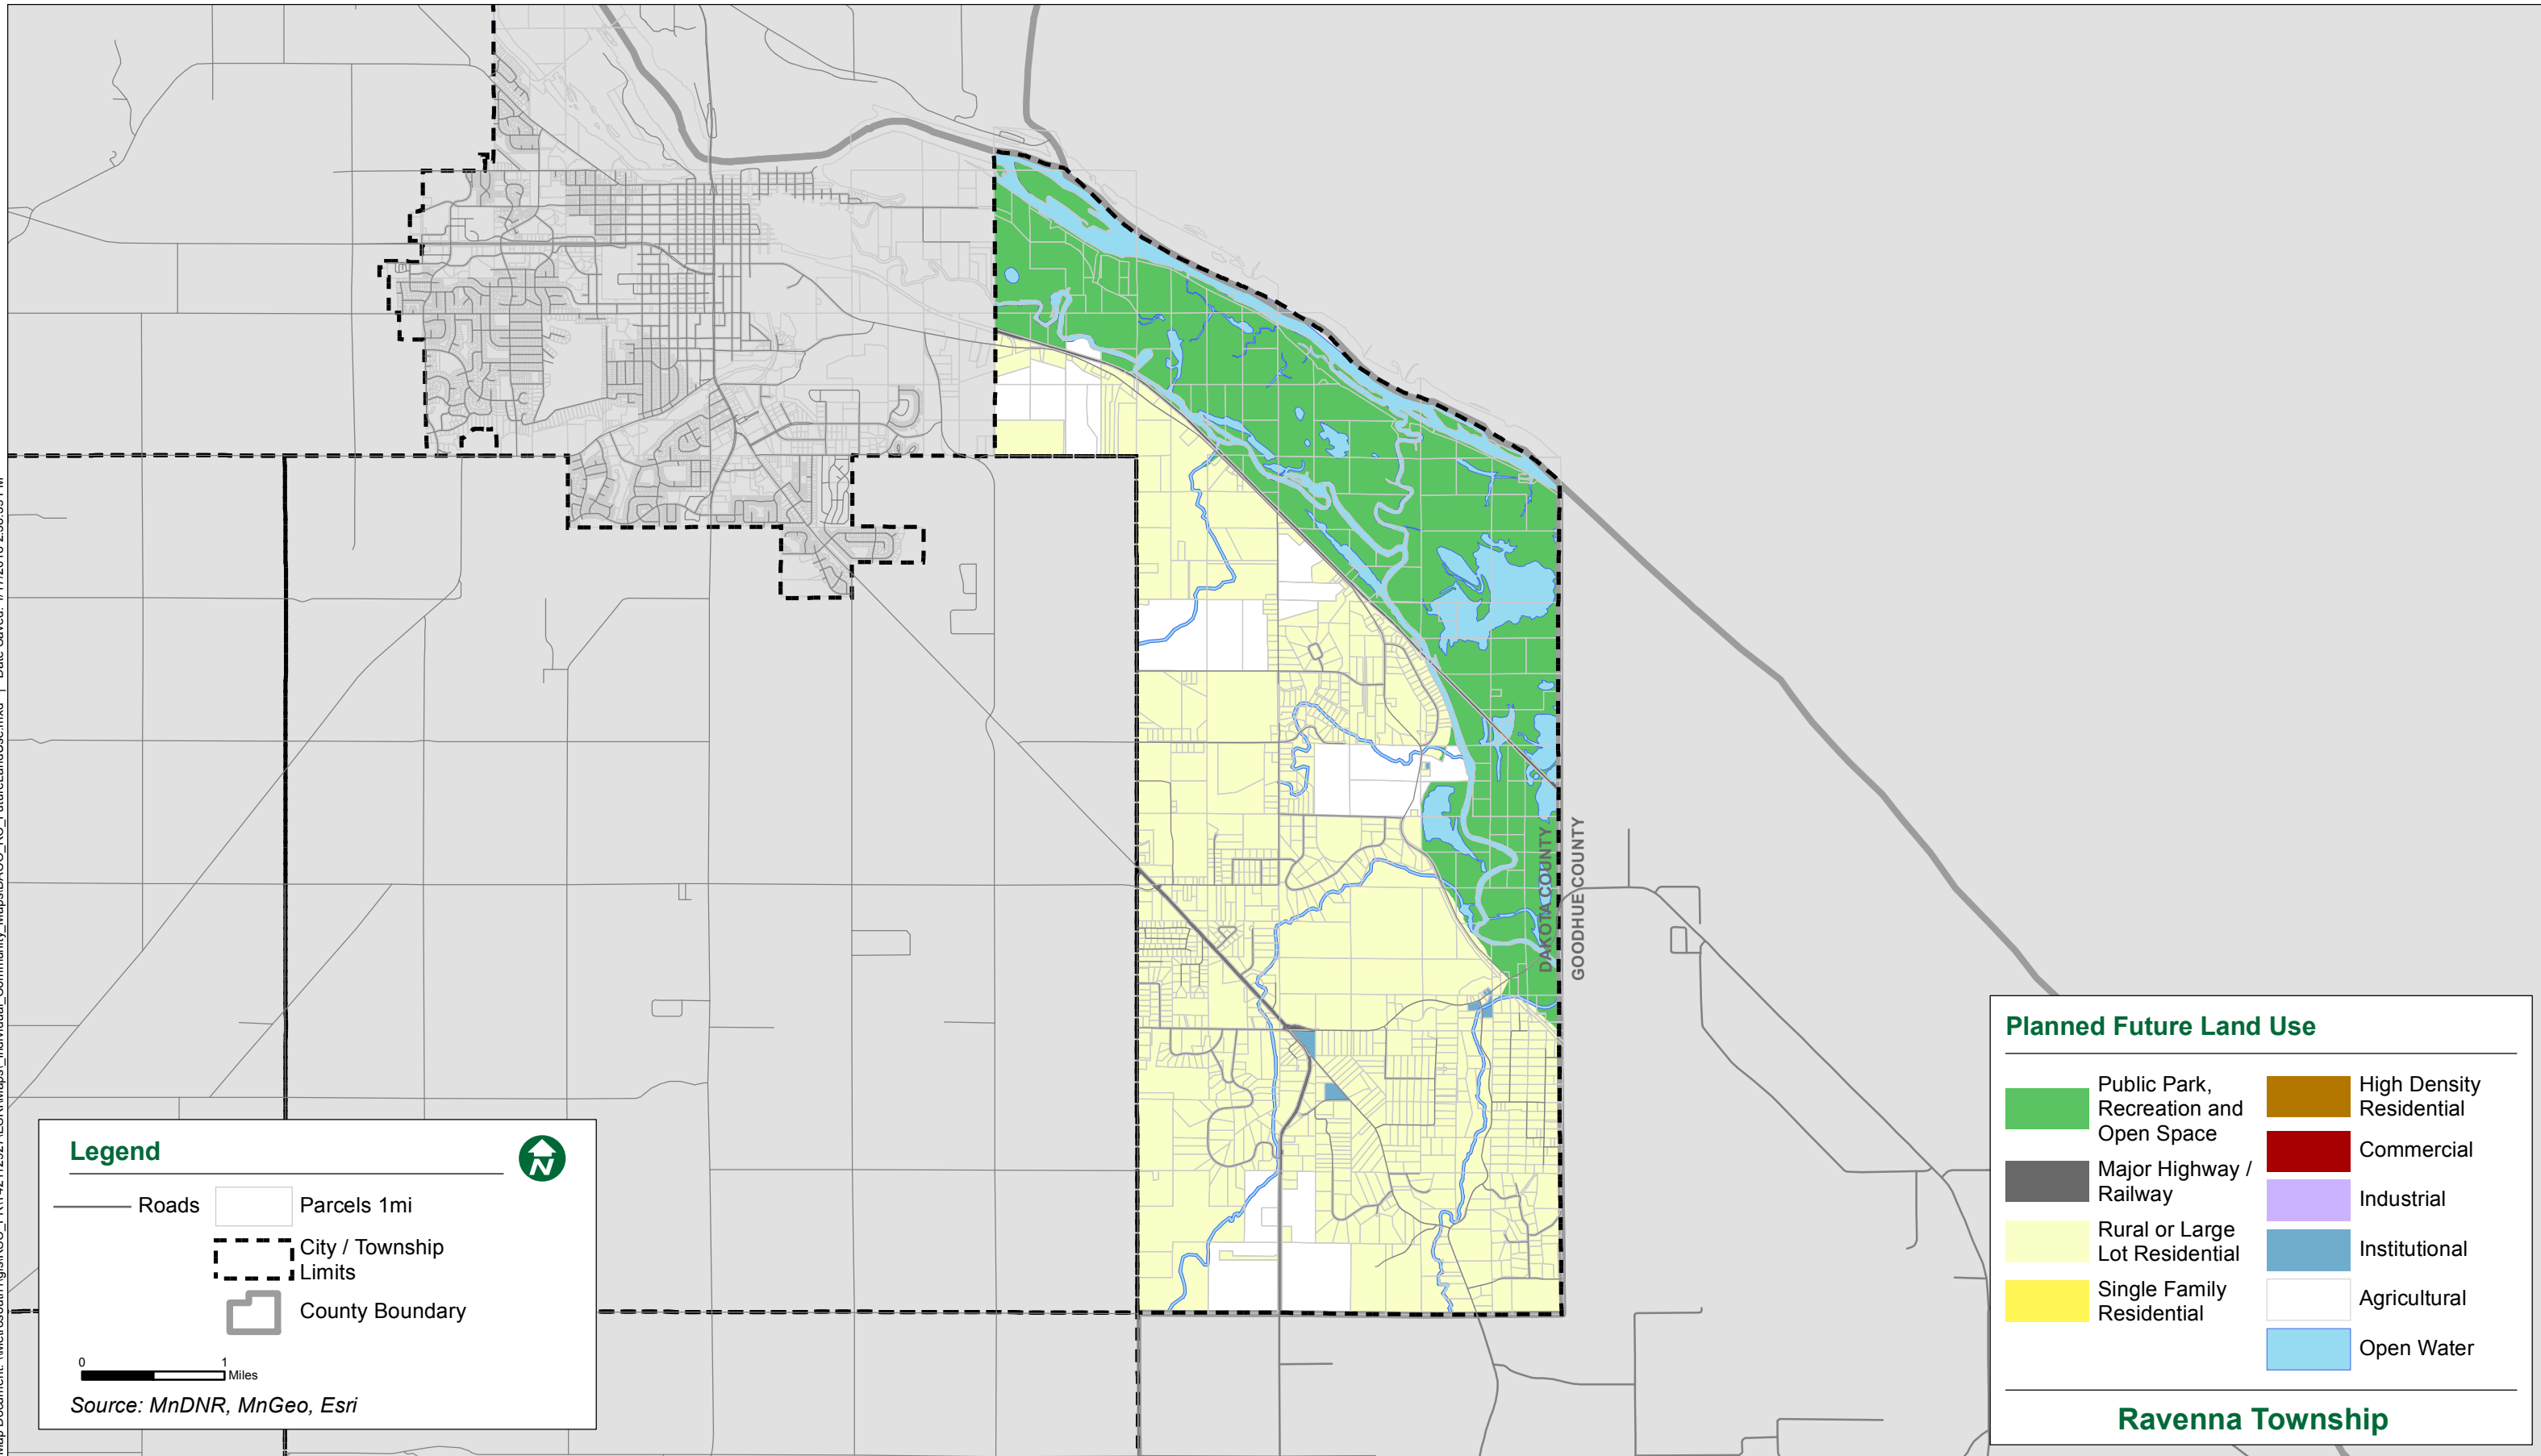 DAKOTA COUNTY
GOODHUE COUNTY
Legend
N
Roads
Parcels 1mi
City / Township
Limits
County Boundary
0 1
Miles
Source: MnDNR, MnGeo, Esri
Planned Future Land Use
Public Park,
Recreation and
Open Space
Major Highway /
Railway
Rural or Large
Lot Residential
Single Family
Residential
High Density
Residential
Commercial
Industrial
Institutional
Agricultural
Open Water
Ravenna Township